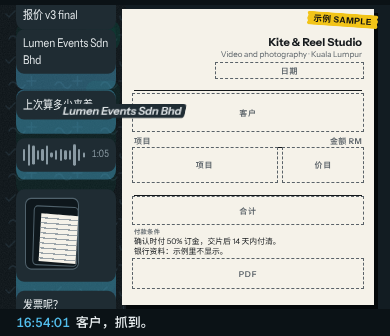 报价 v3 final
Lumen Events Sdn
Bhd
上次算多少来着
Lumen Events Sdn Bhd
1:05
发票呢?
示例 SAMPLE
Kite & Reel Studio
Video and photography · Kuala Lumpur
日期
客户
项目
金额 RM
项目
价目
合计
付款条件
确认时付 50% 订金，交片后 14 天内付清。
银行资料：示例里不显示。
PDF
16:54:01 客户，抓到。